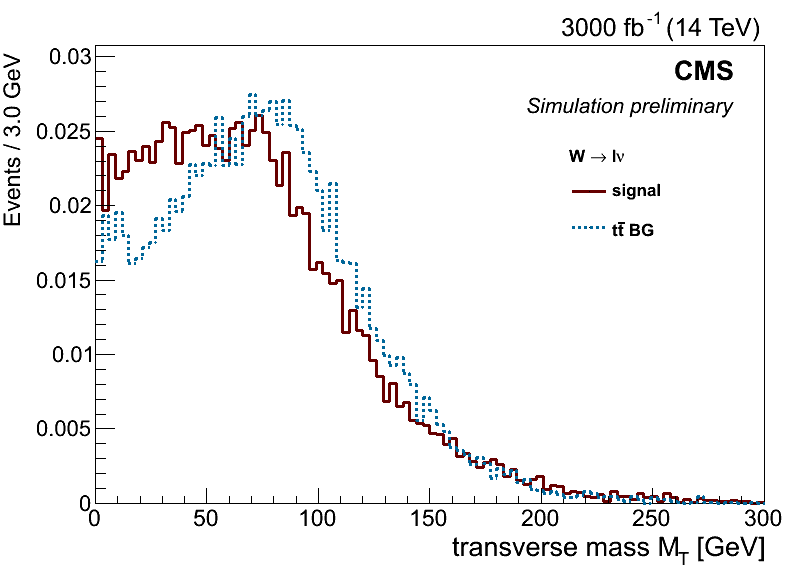 3000 fb⁻¹ (14 TeV)
CMS
Simulation preliminary
W → lν
signal
tt̄ BG
Events / 3.0 GeV
0.03
0.025
0.02
0.015
0.01
0.005
0
0 50 100 150 200 250 300
transverse mass M_T [GeV]